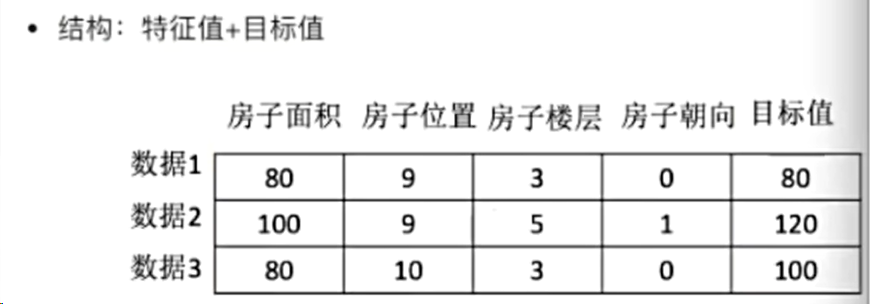 • 结构：特征值+目标值
房子面积 房子位置 房子楼层 房子朝向 目标值
数据1 80 9 3 0 80
数据2 100 9 5 1 120
数据3 80 10 3 0 100